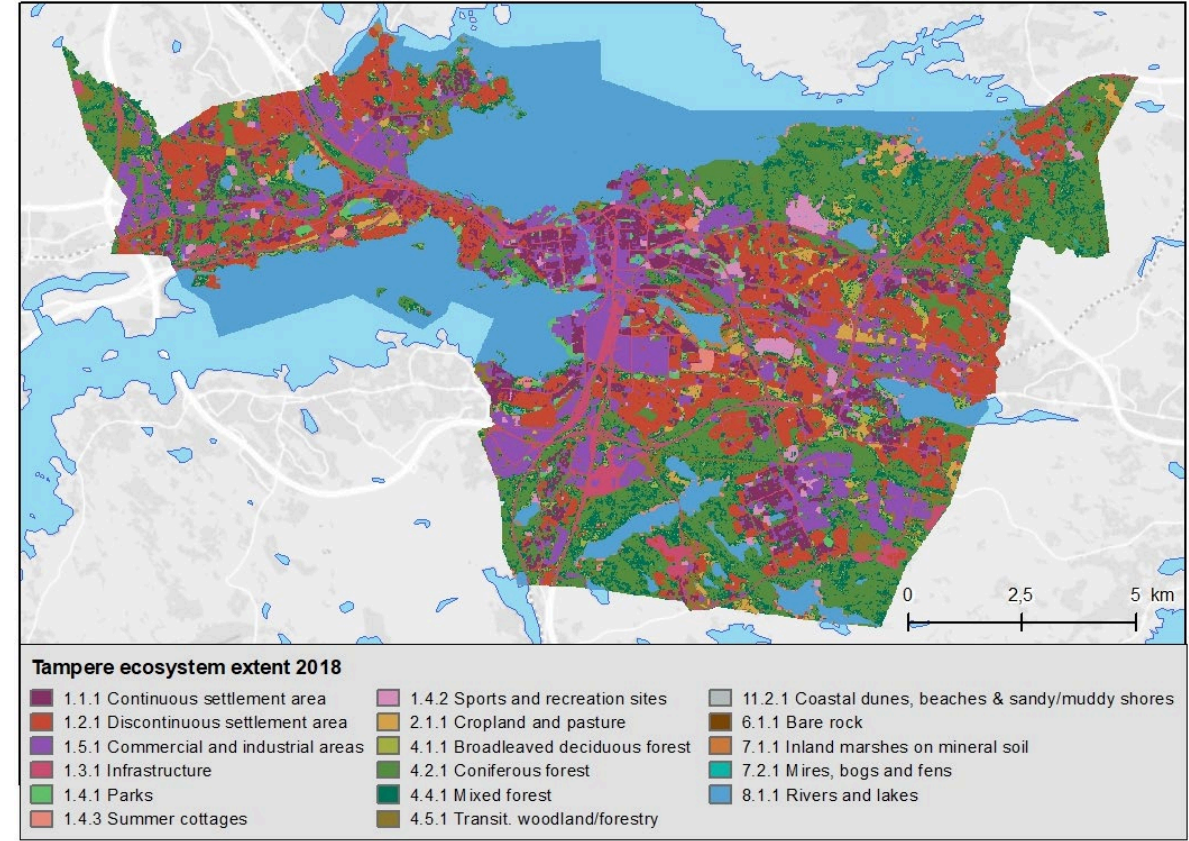 0 2,5 5 km
Tampere ecosystem extent 2018
1.1.1 Continuous settlement area
1.2.1 Discontinuous settlement area
1.5.1 Commercial and industrial areas
1.3.1 Infrastructure
1.4.1 Parks
1.4.3 Summer cottages
1.4.2 Sports and recreation sites
2.1.1 Cropland and pasture
4.1.1 Broadleaved deciduous forest
4.2.1 Coniferous forest
4.4.1 Mixed forest
4.5.1 Transit. woodland/forestry
11.2.1 Coastal dunes, beaches & sandy/muddy shores
6.1.1 Bare rock
7.1.1 Inland marshes on mineral soil
7.2.1 Mires, bogs and fens
8.1.1 Rivers and lakes